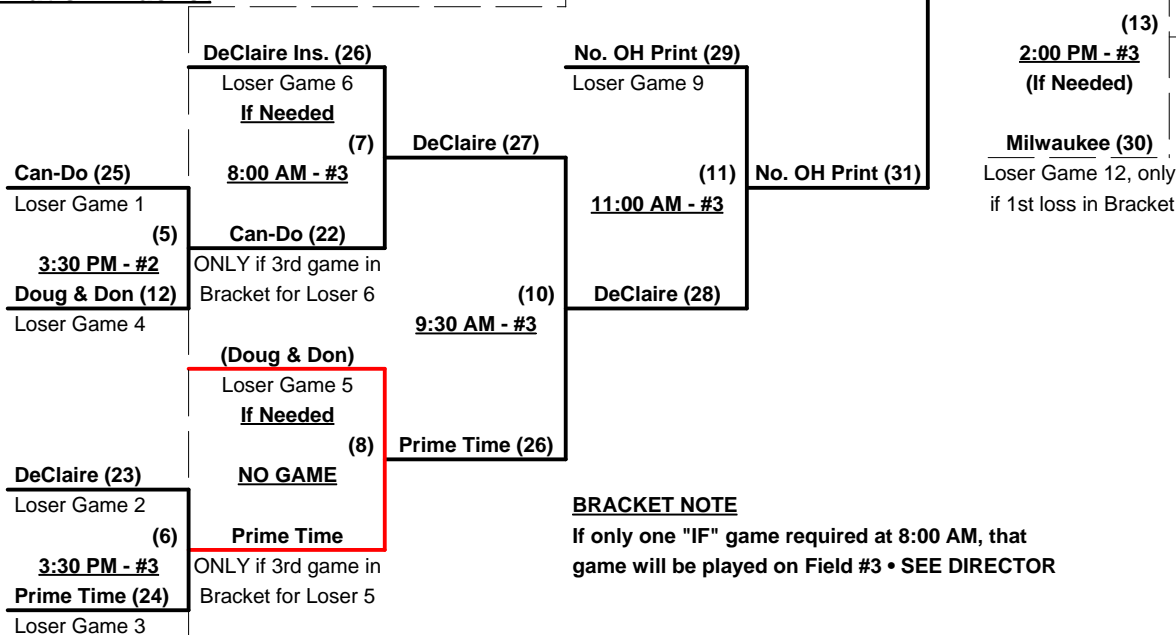 (13)
DeClaire Ins. (26)
No. OH Print (29)
2:00 PM - #3
Loser Game 6
Loser Game 9
(If Needed)
If Needed
(7)
DeClaire (27)
Milwaukee (30)
Can-Do (25)
8:00 AM - #3
(11)
No. OH Print (31)
Loser Game 12, only
Loser Game 1
11:00 AM - #3
if 1st loss in Bracket
(5)
Can-Do (22)
3:30 PM - #2
ONLY if 3rd game in
Doug & Don (12)
Bracket for Loser 6
(10)
DeClaire (28)
Loser Game 4
9:30 AM - #3
(Doug & Don)
Loser Game 5
If Needed
(8)
Prime Time (26)
DeClaire (23)
NO GAME
Loser Game 2
BRACKET NOTE
(6)
Prime Time
If only one "IF" game required at 8:00 AM, that
3:30 PM - #3
ONLY if 3rd game in
game will be played on Field #3 • SEE DIRECTOR
Prime Time (24)
Bracket for Loser 5
Loser Game 3